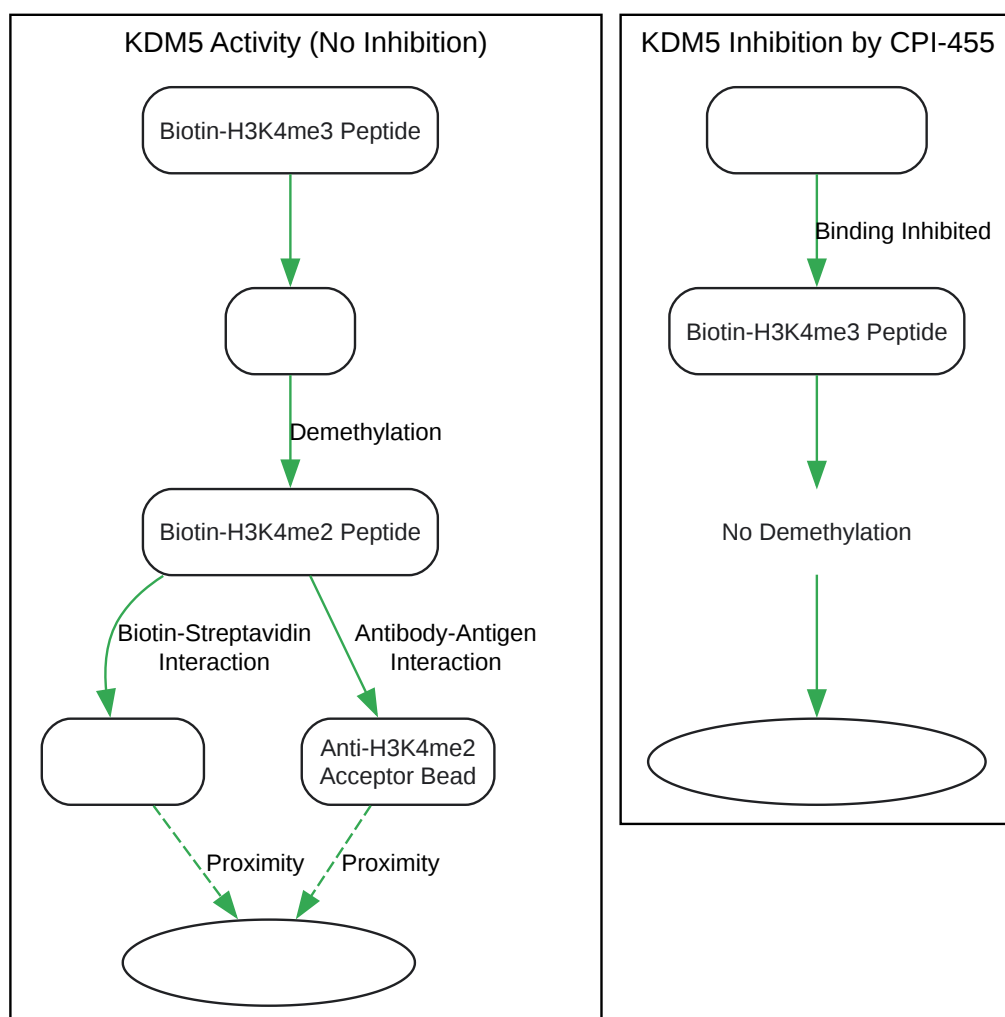 KDM5 Activity (No Inhibition)
Biotin-H3K4me3 Peptide
Demethylation
Biotin-H3K4me2 Peptide
Biotin-Streptavidin
Interaction
Antibody-Antigen
Interaction
Anti-H3K4me2
Acceptor Bead
Proximity
Proximity
KDM5 Inhibition by CPI-455
Binding Inhibited
Biotin-H3K4me3 Peptide
No Demethylation